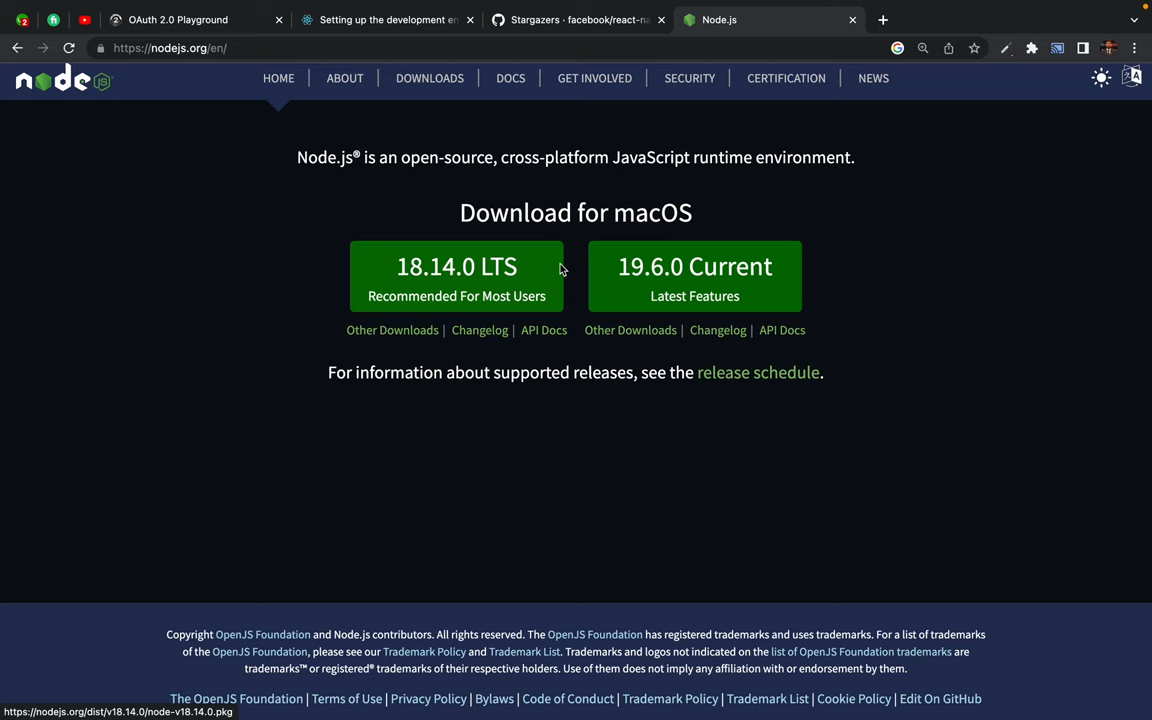 2
OAuth 2.0 Playground
Setting up the development en
Stargazers · facebook/react-na
Node.js
https://nodejs.org/en/
node JS
HOME | ABOUT | DOWNLOADS | DOCS | GET INVOLVED | SECURITY | CERTIFICATION | NEWS
Node.js® is an open-source, cross-platform JavaScript runtime environment.
Download for macOS
18.14.0 LTS
Recommended For Most Users
19.6.0 Current
Latest Features
Other Downloads | Changelog | API Docs
Other Downloads | Changelog | API Docs
For information about supported releases, see the release schedule.
Copyright OpenJS Foundation and Node.js contributors. All rights reserved. The OpenJS Foundation has registered trademarks and uses trademarks. For a list of trademarks
of the OpenJS Foundation, please see our Trademark Policy and Trademark List. Trademarks and logos not indicated on the list of OpenJS Foundation trademarks are
trademarks™ or registered® trademarks of their respective holders. Use of them does not imply any affiliation with or endorsement by them.
The OpenJS Foundation | Terms of Use | Privacy Policy | Bylaws | Code of Conduct | Trademark Policy | Trademark List | Cookie Policy | Edit On GitHub
https://nodejs.org/dist/v18.14.0/node-v18.14.0.pkg